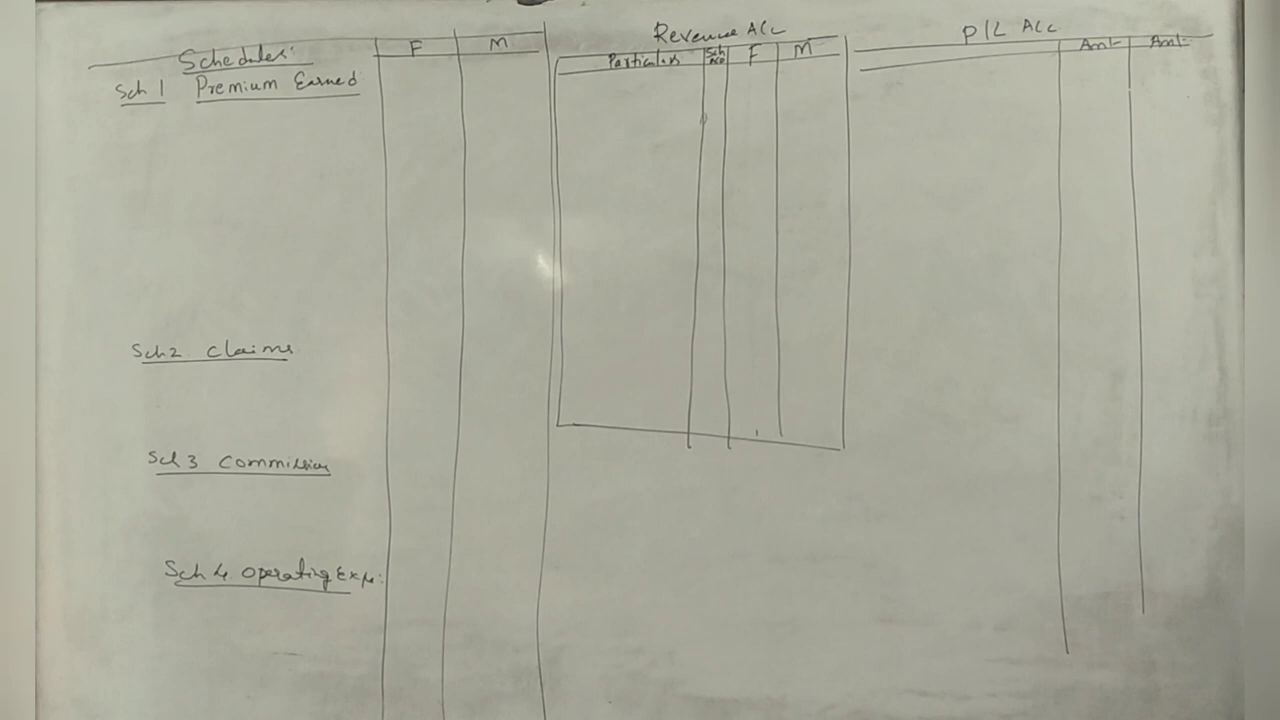 Schedules: F M
Sch 1 Premium Earned
Sch 2 Claims
Sch 3 Commission
Sch 4 Operating Exp:
Revenue A/c
Particulars Sch No F M
P/L A/c
Amt Amt